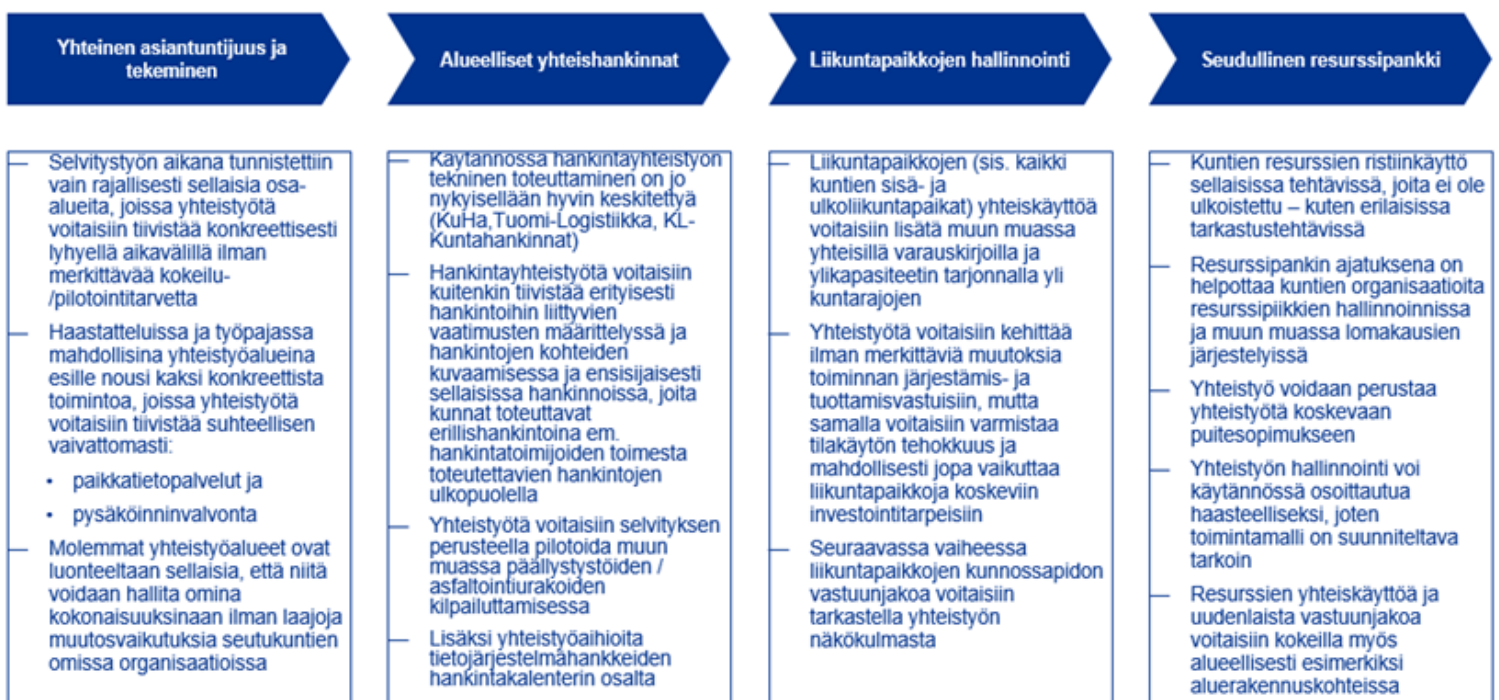 Yhteinen asiantuntijuus ja
tekeminen
Selvitystyön aikana tunnistettiin
vain rajallisesti sellaisia osa-
alueita, joissa yhteistyötä
voitaisiin tiivistää konkreettisesti
lyhyellä aikavälillä ilman
merkittävää kokeilu-
/pilotointitarvetta
Haastatteluissa ja työpajassa
mahdollisina yhteistyöalueina
esille nousi kaksi konkreettista
toimintoa, joissa yhteistyötä
voitaisiin tiivistää suhteellisen
vaivattomasti:
• paikkatietopalvelut ja
• pysäköinninvalvonta
Molemmat yhteistyöalueet ovat
luonteeltaan sellaisia, että niitä
voidaan hallita omina
kokonaisuuksinaan ilman laajoja
muutosvaikutuksia seutukuntien
omissa organisaatioissa
Alueelliset yhteishankinnat
Käytännössä hankintayhteistyön
tekninen toteuttaminen on jo
nykyisellään hyvin keskitettyä
(KuHa,Tuomi-Logistiikka, KL-
Kuntahankinnat)
Hankintayhteistyötä voitaisiin
kuitenkin tiivistää erityisesti
hankintoihin liittyvien
vaatimusten määrittelyssä ja
hankintojen kohteiden
kuvaamisessa ja ensisijaisesti
sellaisissa hankinnoissa, joita
kunnat toteuttavat
erillishankintoina em.
hankintatoimijoiden toimesta
toteutettavien hankintojen
ulkopuolella
Yhteistyötä voitaisiin selvityksen
perusteella pilotoida muun
muassa päällystystöiden /
asfaltointiurakoiden
kilpailuttamisessa
Lisäksi yhteistyöaihioita
tietojärjestelmähankkeiden
hankintakalenterin osalta
Liikuntapaikkojen hallinnointi
Liikuntapaikkojen (sis. kaikki
kuntien sisä- ja
ulkoliikuntapaikat) yhteiskäyttöä
voitaisiin lisätä muun muassa
yhteisillä varauskirjoilla ja
ylikapasiteetin tarjonnalla yli
kuntarajojen
Yhteistyötä voitaisiin kehittää
ilman merkittäviä muutoksia
toiminnan järjestämis- ja
tuottamisvastuisiin, mutta
samalla voitaisiin varmistaa
tilakäytön tehokkuus ja
mahdollisesti jopa vaikuttaa
liikuntapaikkoja koskeviin
investointitarpeisiin
Seuraavassa vaiheessa
liikuntapaikkojen kunnossapidon
vastuunjakoa voitaisiin
tarkastella yhteistyön
näkökulmasta
Seudullinen resurssipankki
Kuntien resurssien ristiinkäyttö
sellaisissa tehtävissä, joita ei ole
ulkoistettu – kuten erilaisissa
tarkastustehtävissä
Resurssipankin ajatuksena on
helpottaa kuntien organisaatioita
resurssipiikkien hallinnoinnissa
ja muun muassa lomakausien
järjestelyissä
Yhteistyö voidaan perustaa
yhteistyötä koskevaan
puitesopimukseen
Yhteistyön hallinnointi voi
käytännössä osoittautua
haasteelliseksi, joten
toimintamalli on suunniteltava
tarkoin
Resurssien yhteiskäyttöä ja
uudenlaista vastuunjakoa
voitaisiin kokeilla myös
alueellisesti esimerkiksi
aluerakennuskohteissa